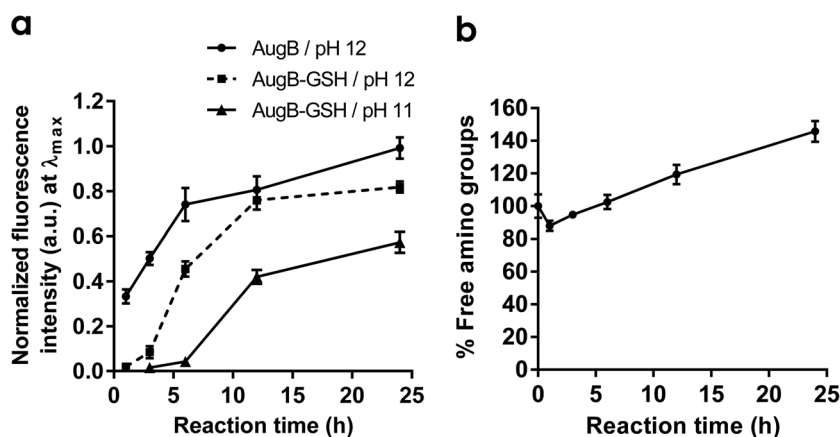 a
AugB / pH 12
AugB-GSH / pH 12
AugB-GSH / pH 11
Normalized fluorescence
intensity (a.u.) at λmax
1.2
1.0
0.8
0.6
0.4
0.2
0.0
0 5 10 15 20 25
Reaction time (h)
b
% Free amino groups
160
140
120
100
80
60
40
20
0
0 5 10 15 20 25
Reaction time (h)